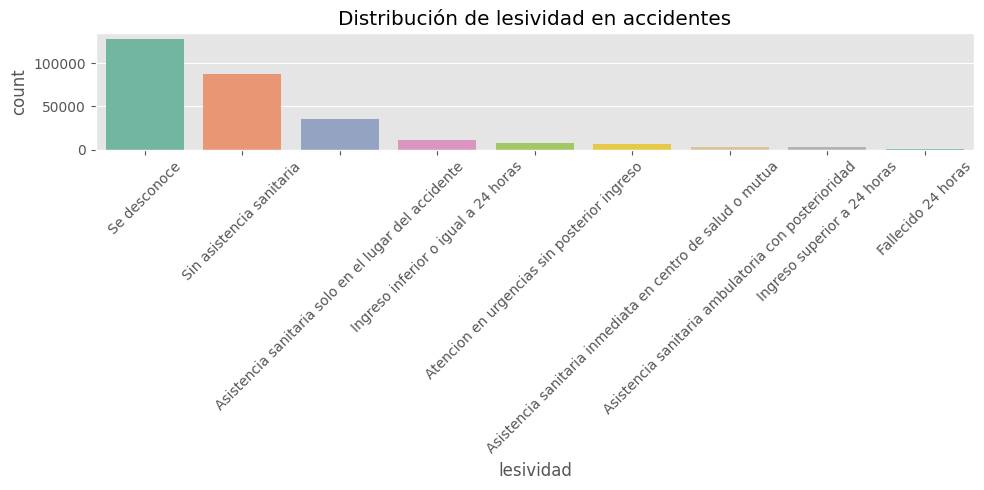 Distribución de lesividad en accidentes
count
100000
50000
0
Se desconoce
Sin asistencia sanitaria
Asistencia sanitaria solo en el lugar del accidente
Ingreso inferior o igual a 24 horas
Atencion en urgencias sin posterior ingreso
Asistencia sanitaria inmediata en centro de salud o mutua
Asistencia sanitaria ambulatoria con posterioridad
Ingreso superior a 24 horas
Fallecido 24 horas
lesividad